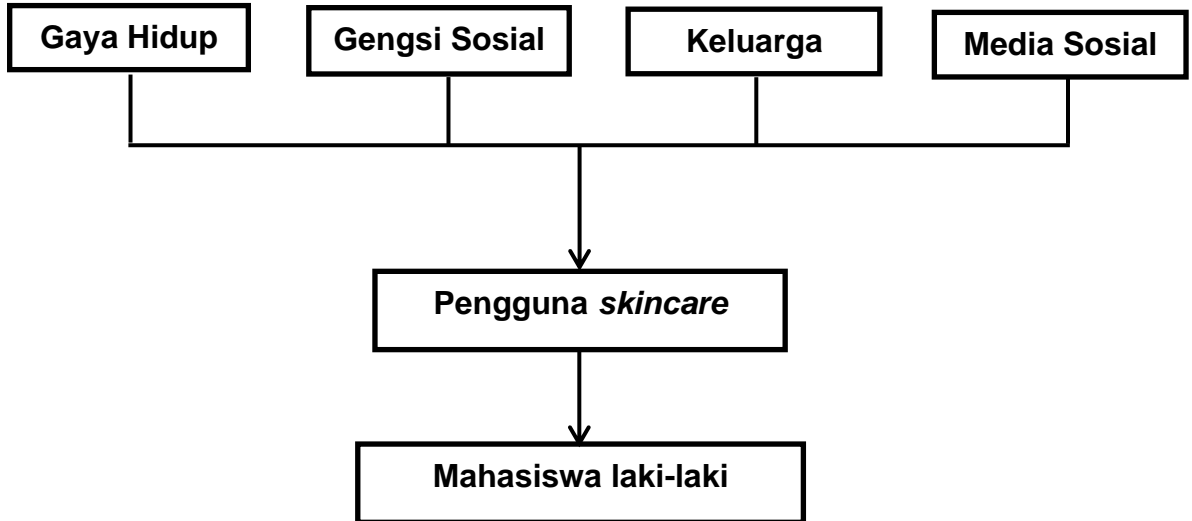 Gaya Hidup
Gengsi Sosial
Keluarga
Media Sosial
Pengguna skincare
Mahasiswa laki-laki